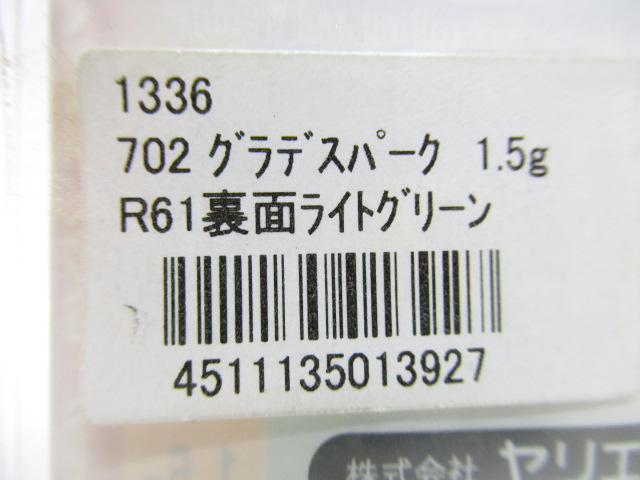 1336
702 グラデスパーク 1.5g
R61裏面ライトグリーン
4511135013927
株式会社 ヤリエ